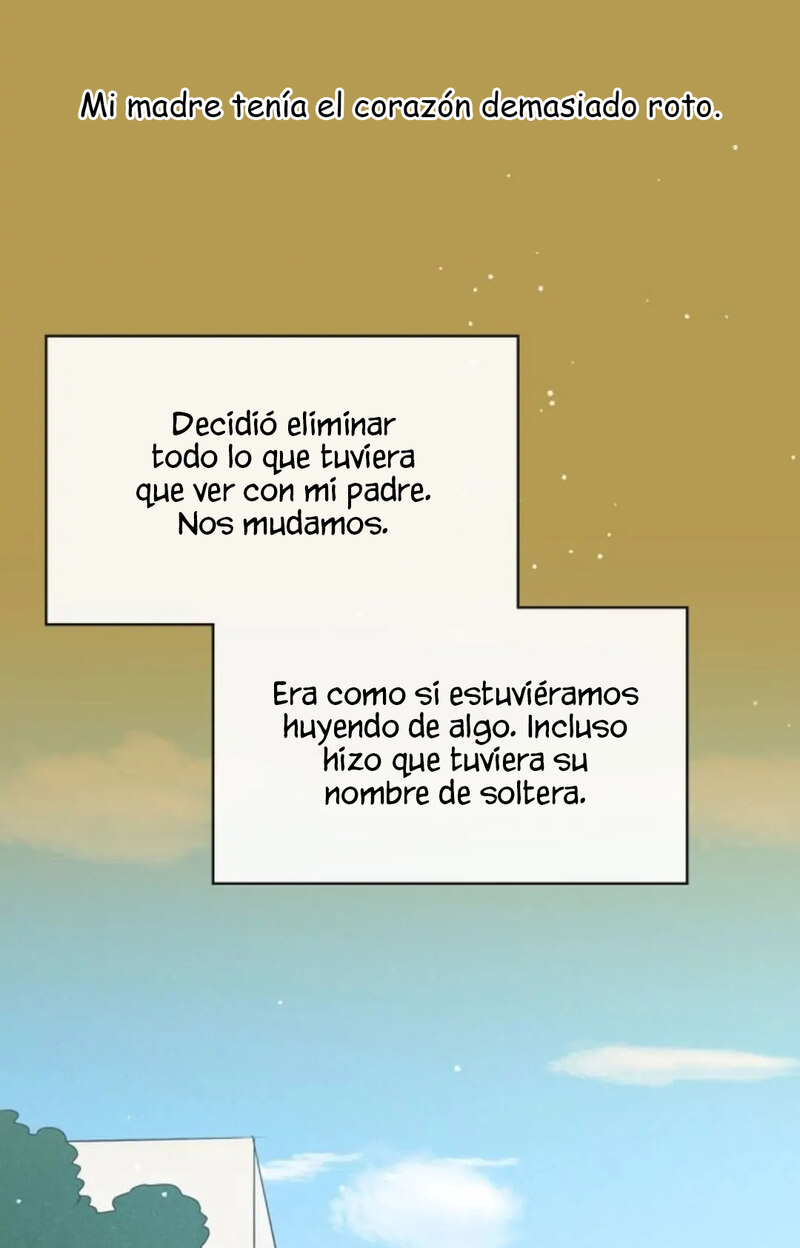 Mi madre tenía el corazón demasiado roto.
Decidió eliminar
todo lo que tuviera
que ver con mi padre.
Nos mudamos.
Era como si estuviéramos
huyendo de algo. Incluso
hizo que tuviera su
nombre de soltera.